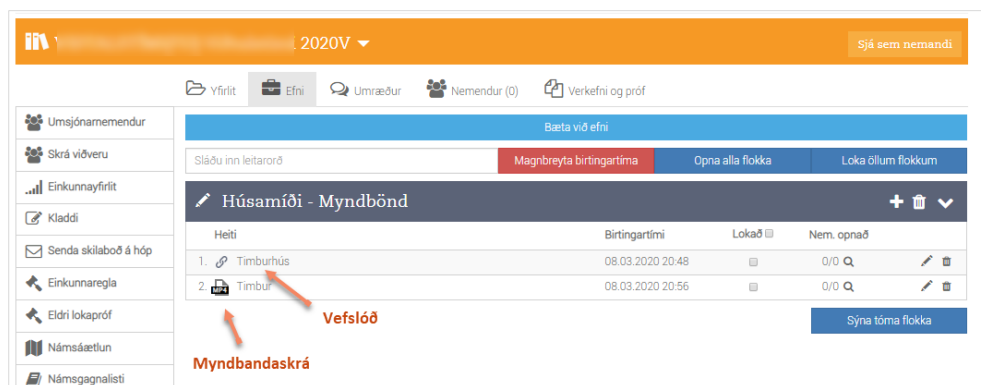 2020V
Sjá sem nemandi
Yfirlit
Efni
Umræður
Nemendur (0)
Verkefni og próf
Umsjónarnemendur
Skrá viðveru
Einkunnayfirlit
Kladdi
Senda skilaboð á hóp
Einkunnaregla
Eldri lokapróf
Námsáætlun
Námsgagnalisti
Bæta við efni
Sláðu inn leitarorð
Magnbreyta birtingartíma
Opna alla flokka
Loka öllum flokkum
Húsamíði - Myndbönd
Heiti Birtingartími Lokað Nem. opnað
1. Timburhús 08.03.2020 20:48 0/0
2. MP4 Timbur 08.03.2020 20:56 0/0
Vefslóð
Sýna tóma flokka
Myndbandaskrá